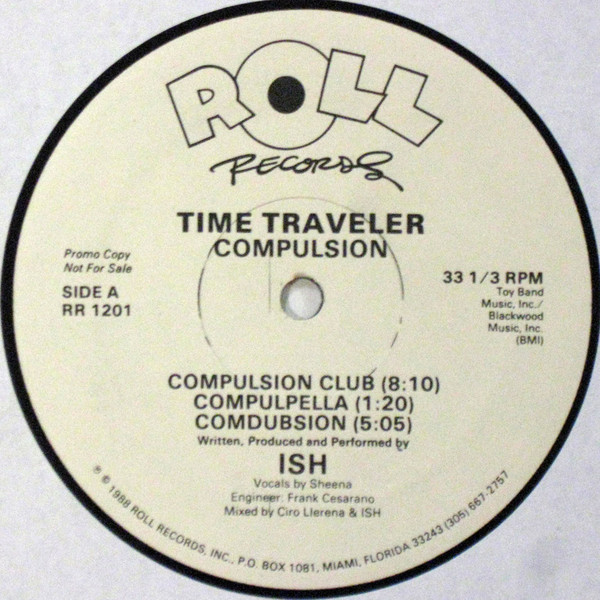 ROLL
RECORDS
TIME TRAVELER
COMPULSION
Promo Copy
Not For Sale
SIDE A
RR 1201
33 1/3 RPM
Toy Band
Music, Inc./
Blackwood
Music, Inc.
(BMI)
COMPULSION CLUB (8:10)
COMPULPELLA (1:20)
COMDUBSION (5:05)
Written, Produced and Performed by
ISH
Vocals by Sheena
Engineer: Frank Cesarano
Mixed by Ciro Llerena & ISH
℗ © 1988 ROLL RECORDS, INC., P.O. BOX 1081, MIAMI, FLORIDA 33243 (305) 667-2757